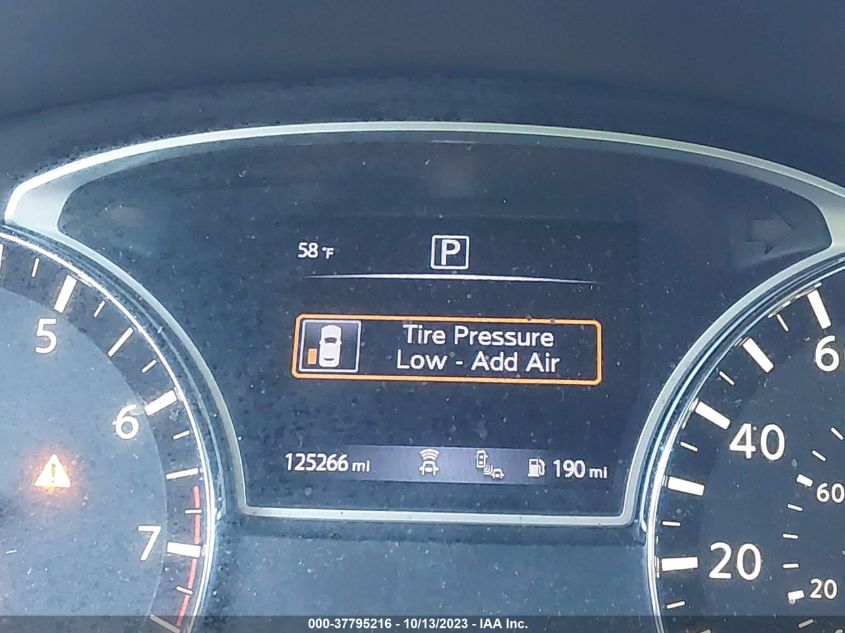 58 °F
P
Tire Pressure
Low - Add Air
125266 mi
190 mi
5
6
7
60
40
60
20
20
000-37795216 - 10/13/2023 - IAA Inc.